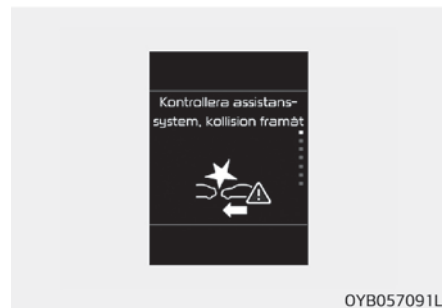 Kontrollera assistans-
system, kollision framåt
OYB057091L